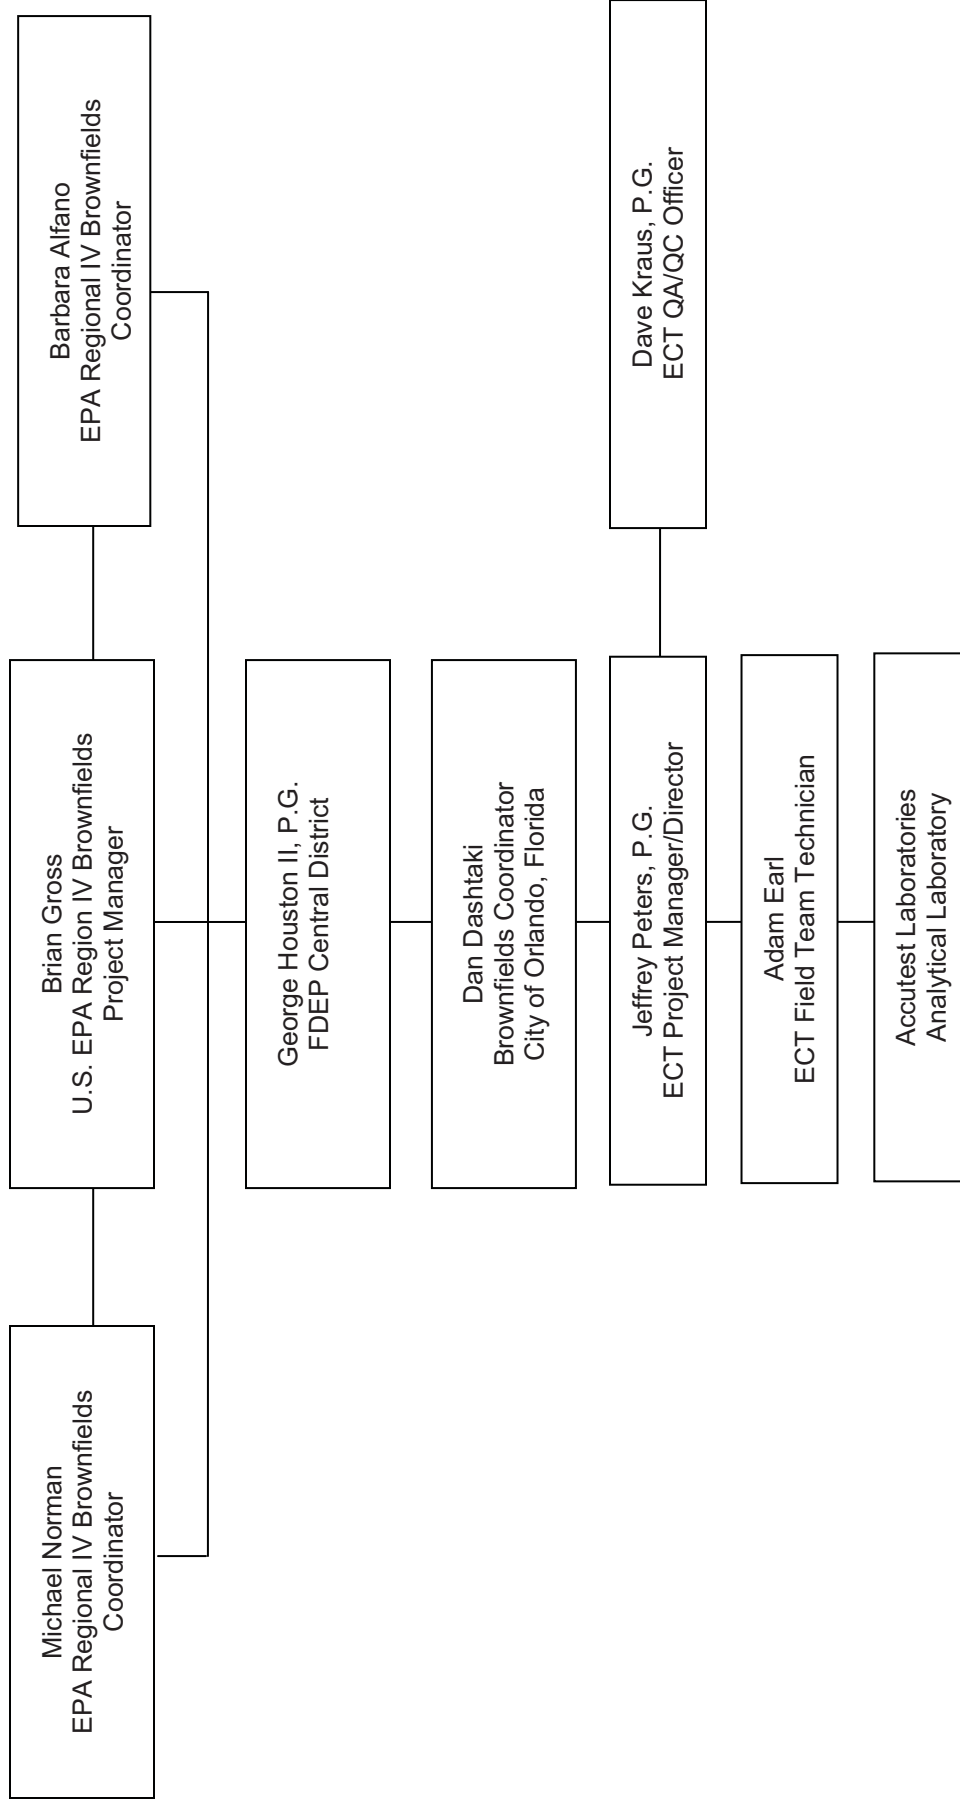 Michael Norman
EPA Regional IV Brownfields
Coordinator
Brian Gross
U.S. EPA Region IV Brownfields
Project Manager
Barbara Alfano
EPA Regional IV Brownfields
Coordinator
George Houston II, P.G.
FDEP Central District
Dan Dashtaki
Brownfields Coordinator
City of Orlando, Florida
Jeffrey Peters, P.G.
ECT Project Manager/Director
Dave Kraus, P.G.
ECT QA/QC Officer
Adam Earl
ECT Field Team Technician
Accutest Laboratories
Analytical Laboratory